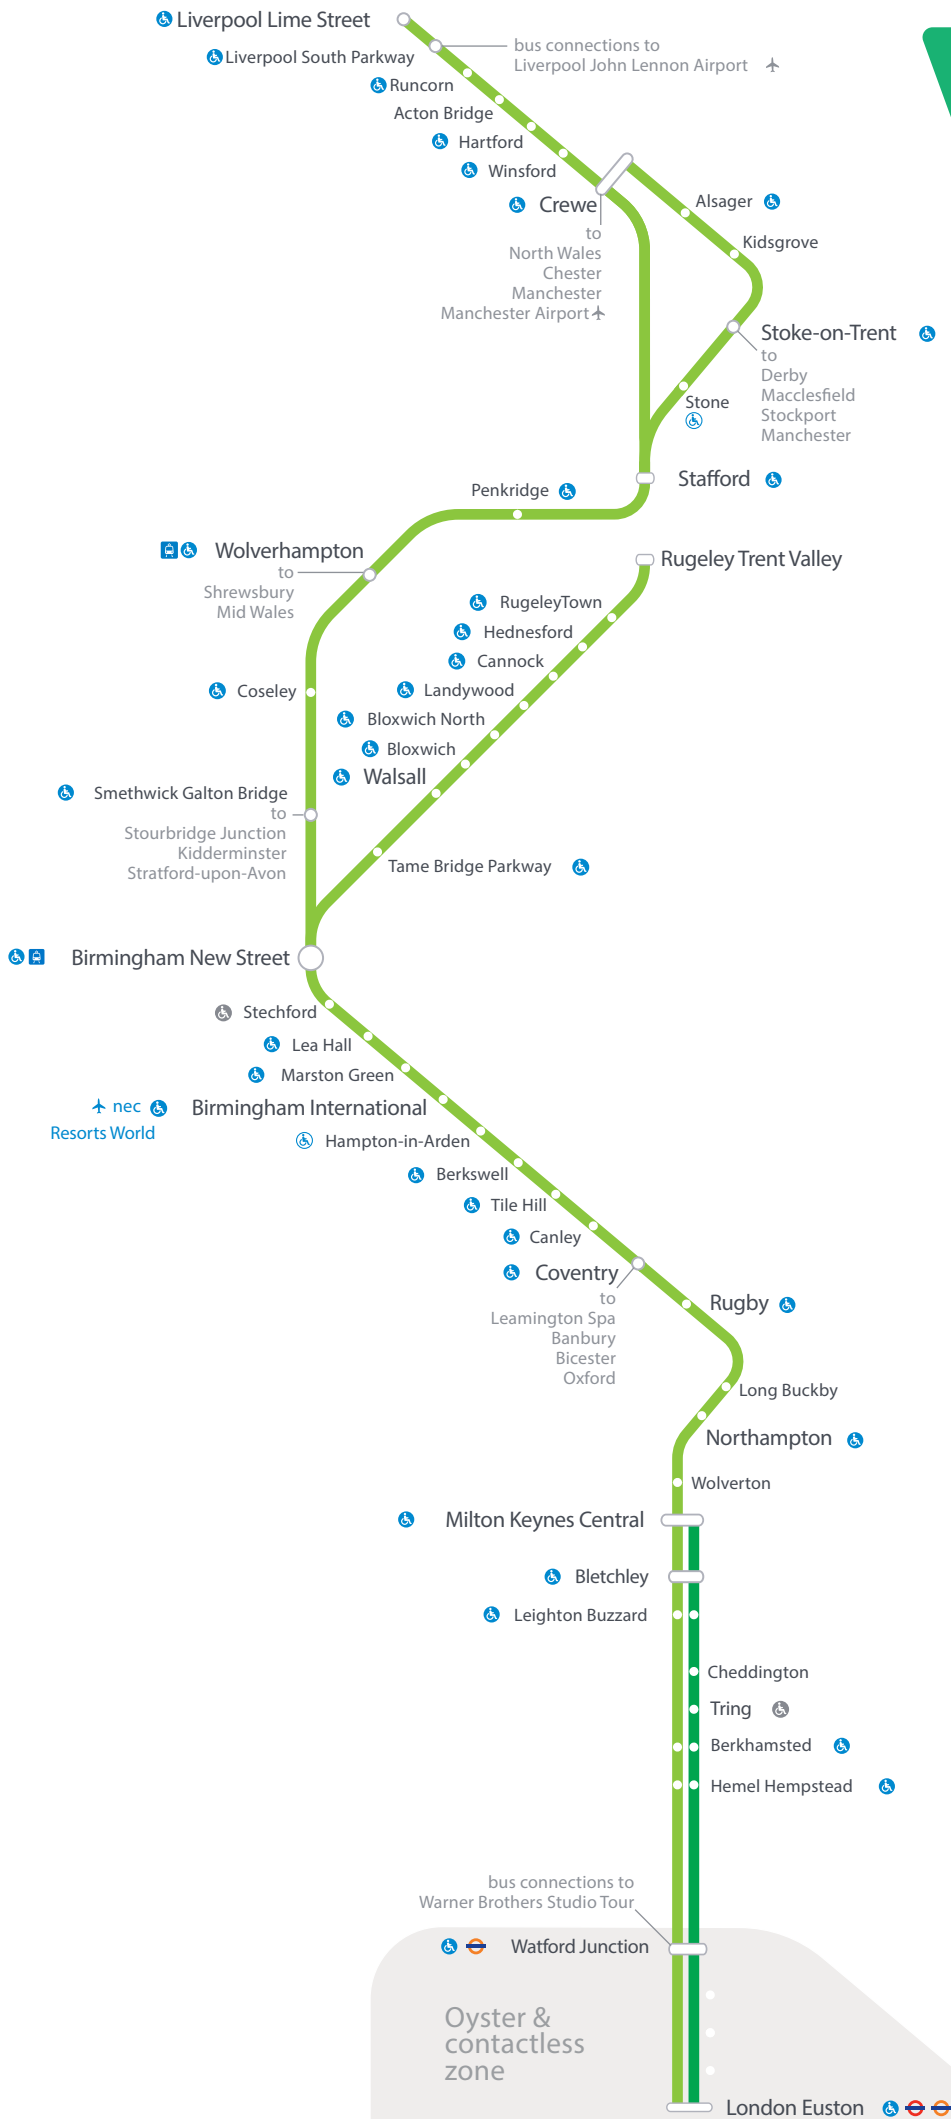 Liverpool Lime Street
bus connections to
Liverpool John Lennon Airport
Liverpool South Parkway
Runcorn
Acton Bridge
Hartford
Winsford
Crewe
to
North Wales
Chester
Manchester
Manchester Airport
Alsager
Kidsgrove
Stoke-on-Trent
to
Derby
Macclesfield
Stockport
Manchester
Stone
Stafford
Penkridge
Wolverhampton
to
Shrewsbury
Mid Wales
Rugeley Trent Valley
RugeleyTown
Hednesford
Cannock
Landywood
Bloxwich North
Bloxwich
Walsall
Coseley
Smethwick Galton Bridge
to
Stourbridge Junction
Kidderminster
Stratford-upon-Avon
Tame Bridge Parkway
Birmingham New Street
Stechford
Lea Hall
Marston Green
nec
Resorts World
Birmingham International
Hampton-in-Arden
Berkswell
Tile Hill
Canley
Coventry
to
Leamington Spa
Banbury
Bicester
Oxford
Rugby
Long Buckby
Northampton
Wolverton
Milton Keynes Central
Bletchley
Leighton Buzzard
Cheddington
Tring
Berkhamsted
Hemel Hempstead
bus connections to
Warner Brothers Studio Tour
Watford Junction
Oyster &
contactless
zone
London Euston